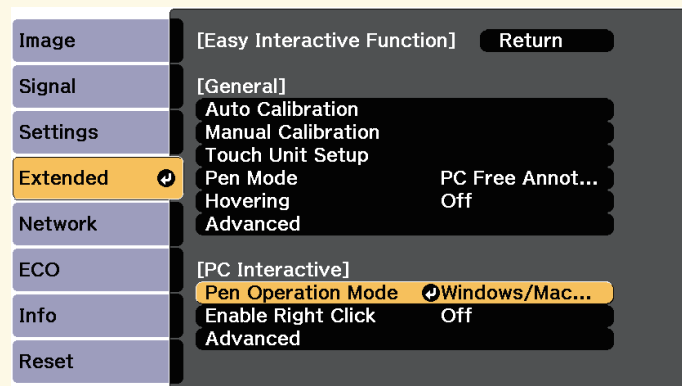 Image
Signal
Settings
Extended
Network
ECO
Info
Reset
[Easy Interactive Function] Return
[General]
Auto Calibration
Manual Calibration
Touch Unit Setup
Pen Mode PC Free Annot...
Hovering Off
Advanced
[PC Interactive]
Pen Operation Mode Windows/Mac...
Enable Right Click Off
Advanced